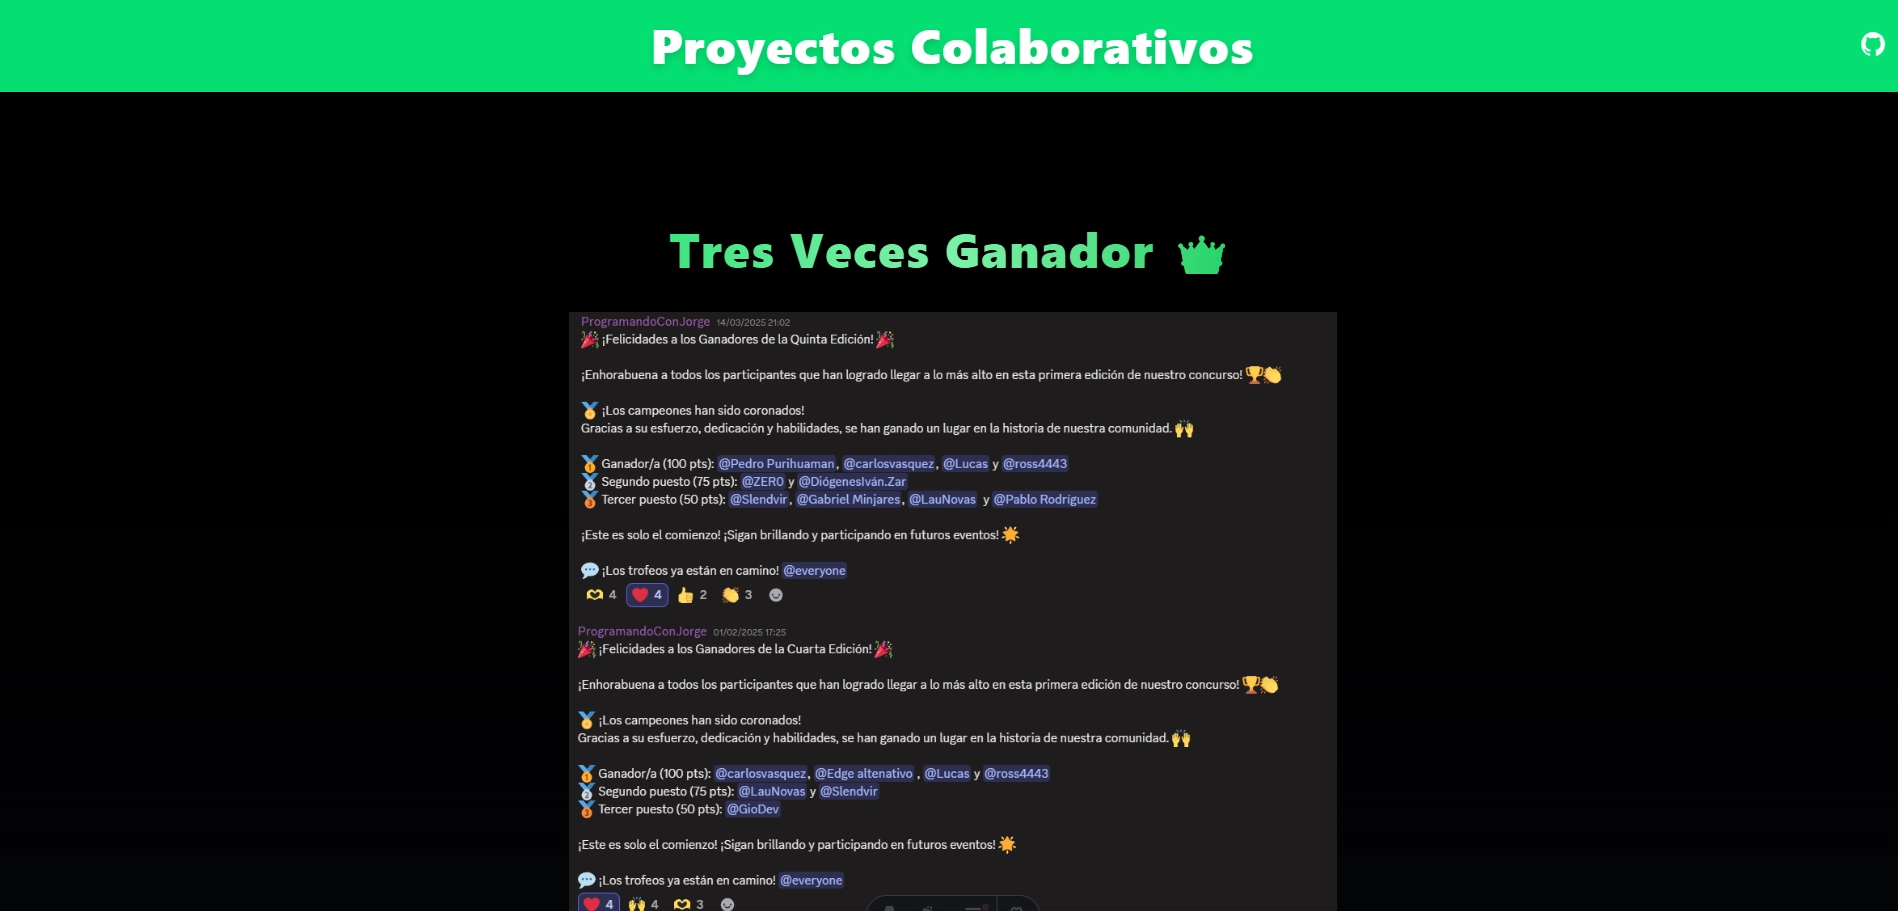 Proyectos Colaborativos
Tres Veces Ganador
ProgramandoConJorge 14/03/2025 21:02
🎉 ¡Felicidades a los Ganadores de la Quinta Edición! 🎉
¡Enhorabuena a todos los participantes que han logrado llegar a lo más alto en esta primera edición de nuestro concurso! 🏆👏
🏅 ¡Los campeones han sido coronados!
Gracias a su esfuerzo, dedicación y habilidades, se han ganado un lugar en la historia de nuestra comunidad. 🙌
🥇 Ganador/a (100 pts): @Pedro Purihuaman, @carlosvasquez, @Lucas y @ross4443
🥈 Segundo puesto (75 pts): @ZER0 y @DiógenesIván.Zar
🥉 Tercer puesto (50 pts): @Slendvir, @Gabriel Minjares, @LauNovas y @Pablo Rodríguez
¡Este es solo el comienzo! ¡Sigan brillando y participando en futuros eventos! 🌟
💬 ¡Los trofeos ya están en camino! @everyone
🫶 4 ❤️ 4 👍 2 👏 3
ProgramandoConJorge 01/02/2025 17:25
🎉 ¡Felicidades a los Ganadores de la Cuarta Edición! 🎉
¡Enhorabuena a todos los participantes que han logrado llegar a lo más alto en esta primera edición de nuestro concurso! 🏆👏
🏅 ¡Los campeones han sido coronados!
Gracias a su esfuerzo, dedicación y habilidades, se han ganado un lugar en la historia de nuestra comunidad. 🙌
🥇 Ganador/a (100 pts): @carlosvasquez, @Edge altenativo , @Lucas y @ross4443
🥈 Segundo puesto (75 pts): @LauNovas y @Slendvir
🥉 Tercer puesto (50 pts): @GioDev
¡Este es solo el comienzo! ¡Sigan brillando y participando en futuros eventos! 🌟
💬 ¡Los trofeos ya están en camino! @everyone
❤️ 4 🙌 4 🫶 3